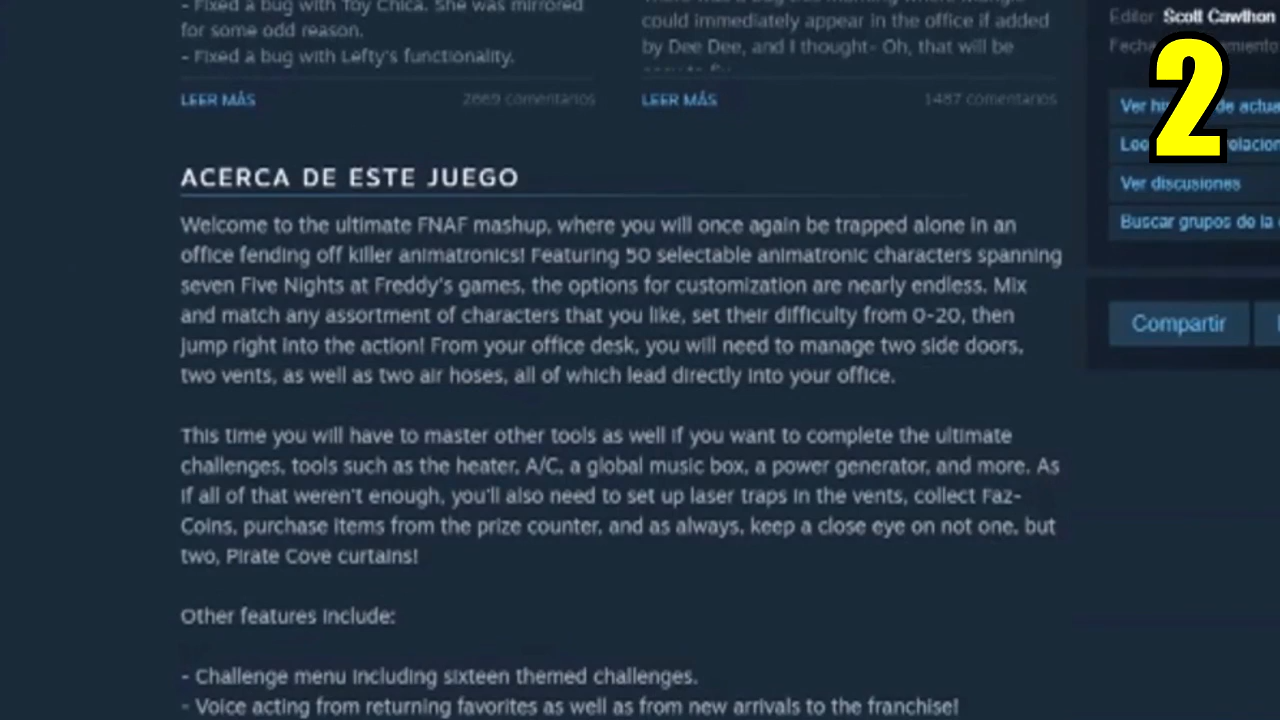 - Fixed a bug with Toy Chica. She was mirrored
for some odd reason.
- Fixed a bug with Lefty's functionality.
LEER MÁS 2669 comentarios
could immediately appear in the office if added
by Dee Dee, and I thought- Oh, that will be
LEER MÁS 1487 comentarios
ACERCA DE ESTE JUEGO
Welcome to the ultimate FNAF mashup, where you will once again be trapped alone in an
office fending off killer animatronics! Featuring 50 selectable animatronic characters spanning
seven Five Nights at Freddy's games, the options for customization are nearly endless. Mix
and match any assortment of characters that you like, set their difficulty from 0-20, then
jump right into the action! From your office desk, you will need to manage two side doors,
two vents, as well as two air hoses, all of which lead directly into your office.
This time you will have to master other tools as well if you want to complete the ultimate
challenges, tools such as the heater, A/C, a global music box, a power generator, and more. As
if all of that weren't enough, you'll also need to set up laser traps in the vents, collect Faz-
Coins, purchase items from the prize counter, and as always, keep a close eye on not one, but
two, Pirate Cove curtains!
Other features include:
- Challenge menu including sixteen themed challenges.
- Voice acting from returning favorites as well as from new arrivals to the franchise!
Editor Scott Cawthon
2
Ver de
Ver discusiones
Buscar grupos de la
Compartir